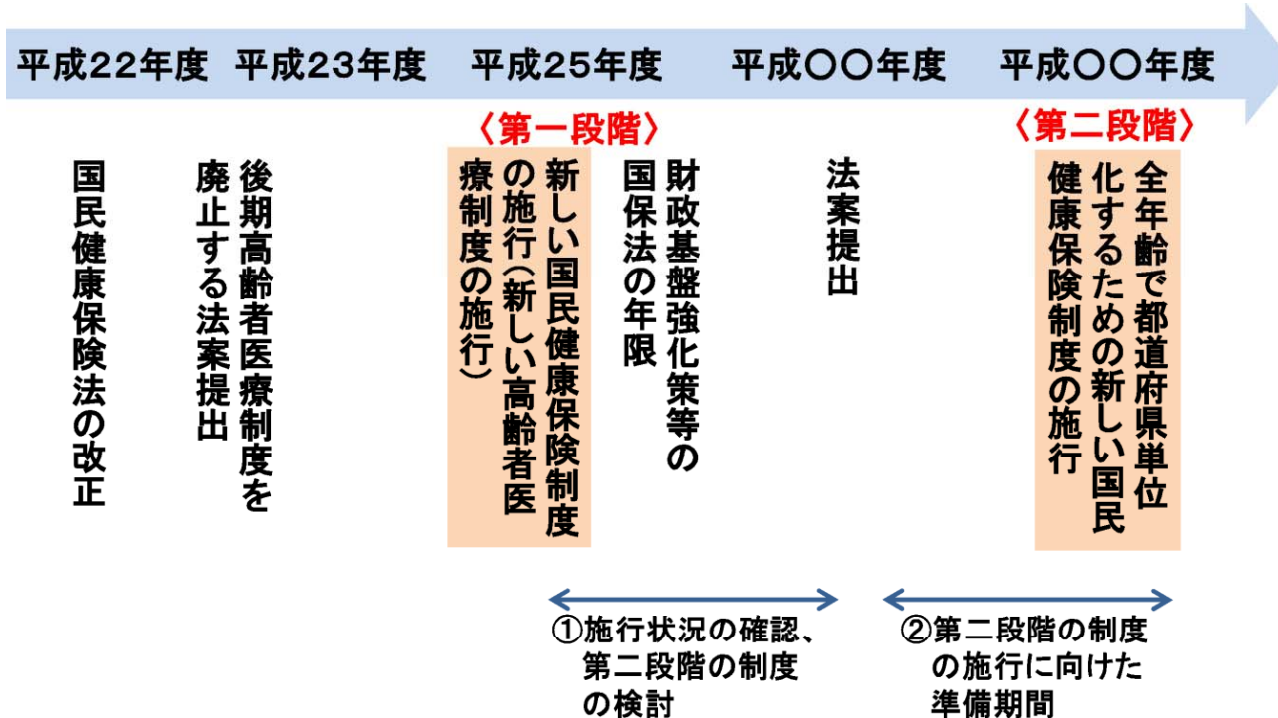 平成22年度
平成23年度
平成25年度
平成〇〇年度
平成〇〇年度
〈第一段階〉
〈第二段階〉
国民健康保険法の改正
後期高齢者医療制度を
廃止する法案提出
新しい国民健康保険制度
の施行(新しい高齢者医
療制度の施行)
財政基盤強化策等の
国保法の年限
法案提出
全年齢で都道府県単位
化するための新しい国民
健康保険制度の施行
①施行状況の確認、
第二段階の制度
の検討
②第二段階の制度
の施行に向けた
準備期間